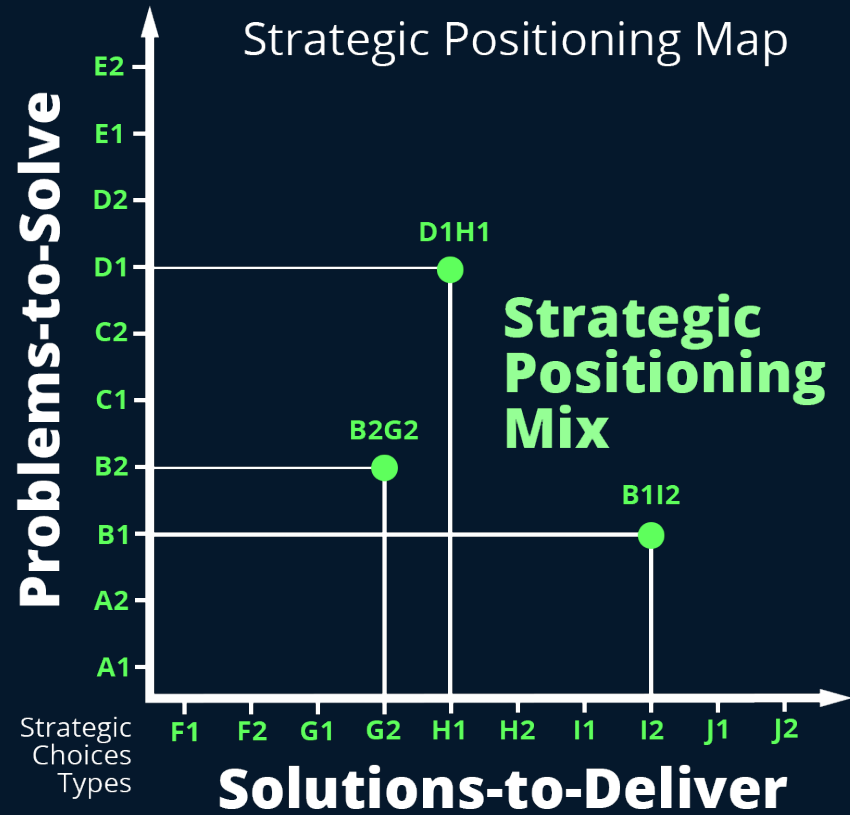 Strategic Positioning Map
Problems-to-Solve
E2
E1
D2
D1
C2
C1
B2
B1
A2
A1
D1H1
B2G2
B1I2
Strategic
Positioning
Mix
Strategic
Choices
Types
F1 F2 G1 G2 H1 H2 I1 I2 J1 J2
Solutions-to-Deliver